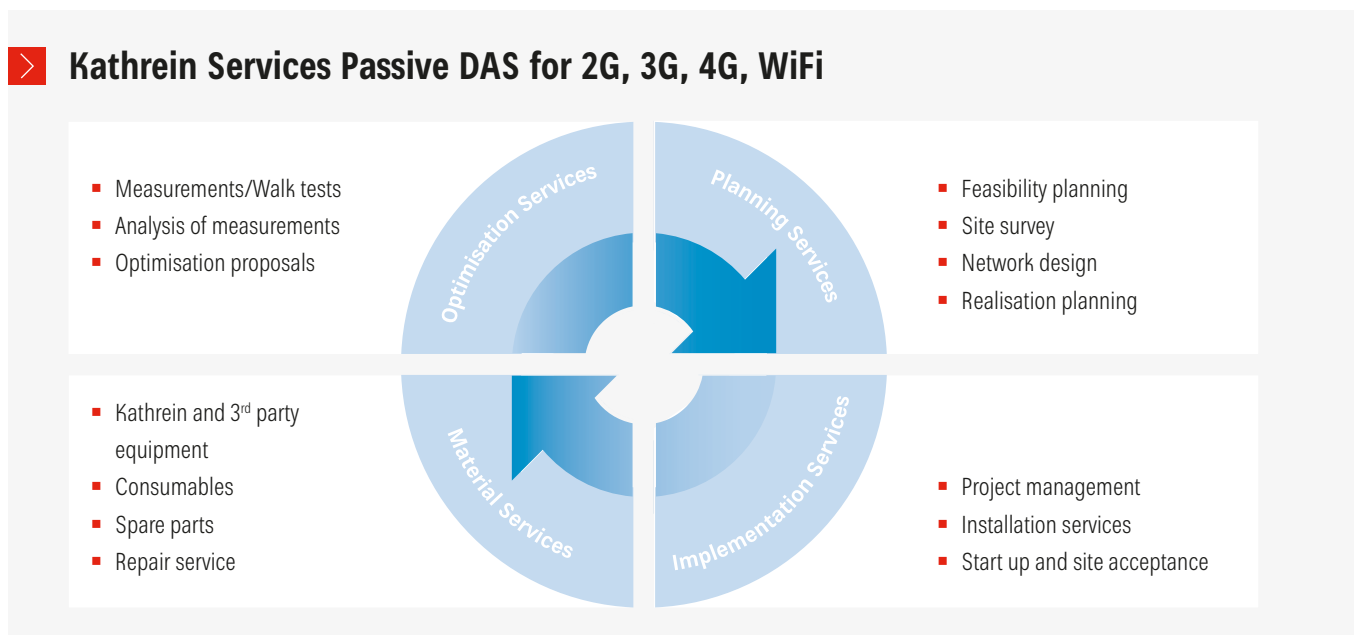 Kathrein Services Passive DAS for 2G, 3G, 4G, WiFi
Measurements/Walk tests
Analysis of measurements
Optimisation proposals
Optimisation Services
Planning Services
Feasibility planning
Site survey
Network design
Realisation planning
Kathrein and 3rd party
equipment
Consumables
Spare parts
Repair service
Material Services
Implementation Services
Project management
Installation services
Start up and site acceptance